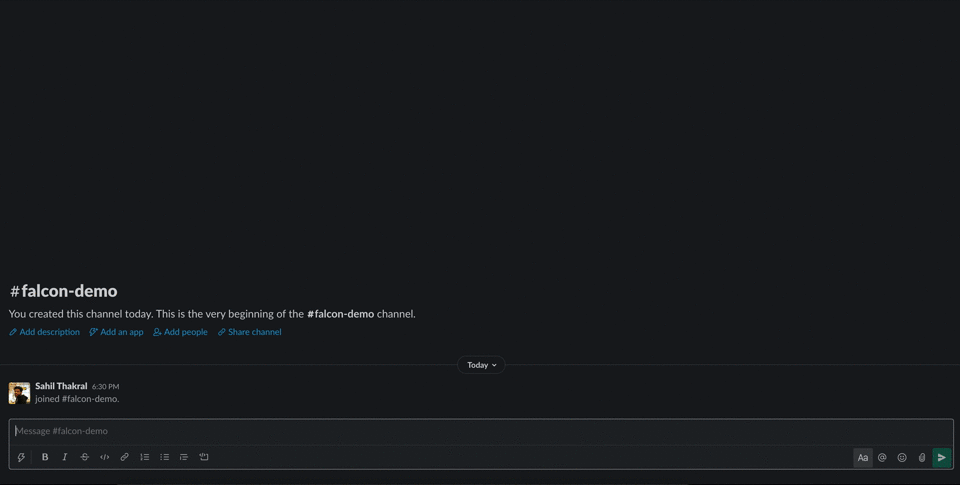 #falcon-demo
You created this channel today. This is the very beginning of the #falcon-demo channel.
Add description Add an app Add people Share channel
Today
Sahil Thakral 6:30 PM
joined #falcon-demo.
Message #falcon-demo
B I S </> Aa @